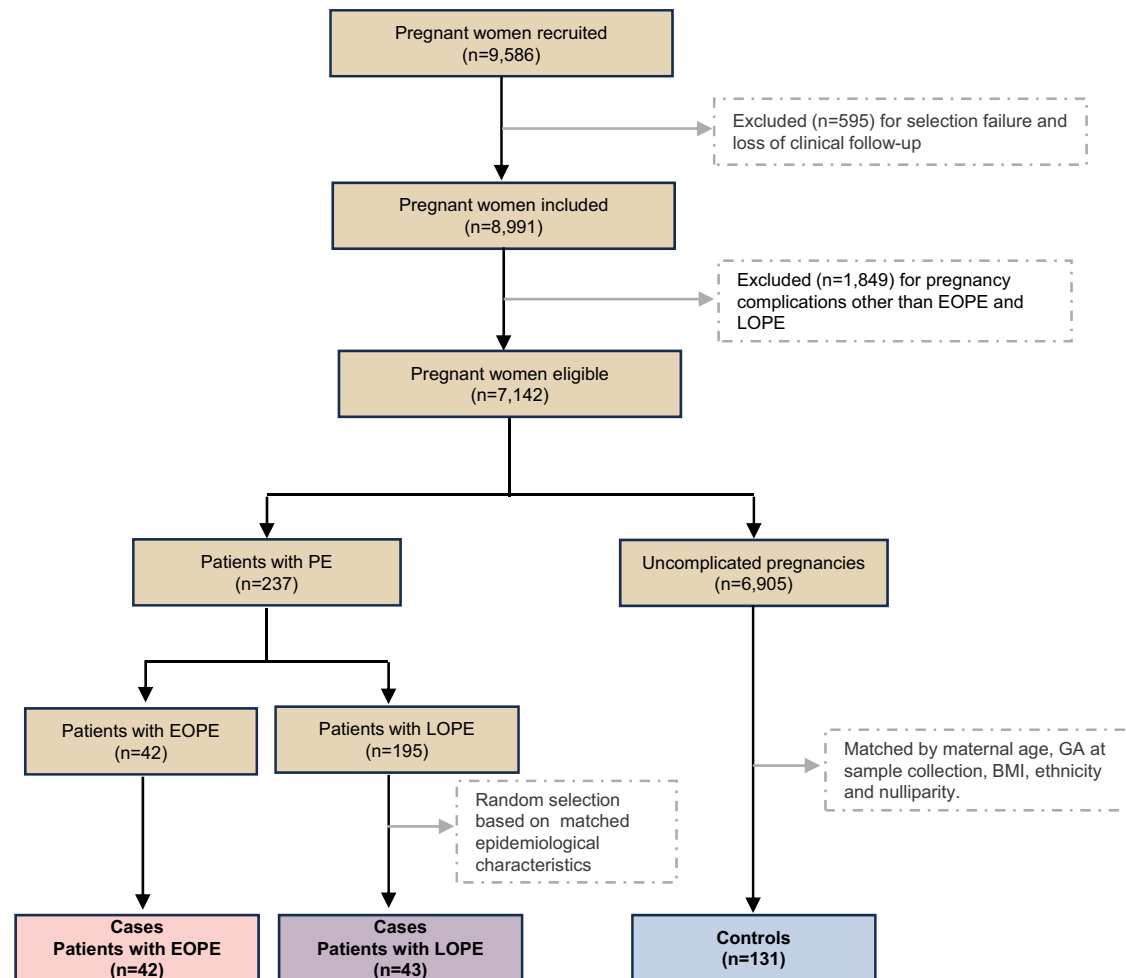 Pregnant women recruited
(n=9,586)
Excluded (n=595) for selection failure and
loss of clinical follow-up
Pregnant women included
(n=8,991)
Excluded (n=1,849) for pregnancy
complications other than EOPE and
LOPE
Pregnant women eligible
(n=7,142)
Patients with PE
(n=237)
Uncomplicated pregnancies
(n=6,905)
Patients with EOPE
(n=42)
Patients with LOPE
(n=195)
Matched by maternal age, GA at
sample collection, BMI, ethnicity
and nulliparity.
Random selection
based on matched
epidemiological
characteristics
Cases
Patients with EOPE
(n=42)
Cases
Patients with LOPE
(n=43)
Controls
(n=131)